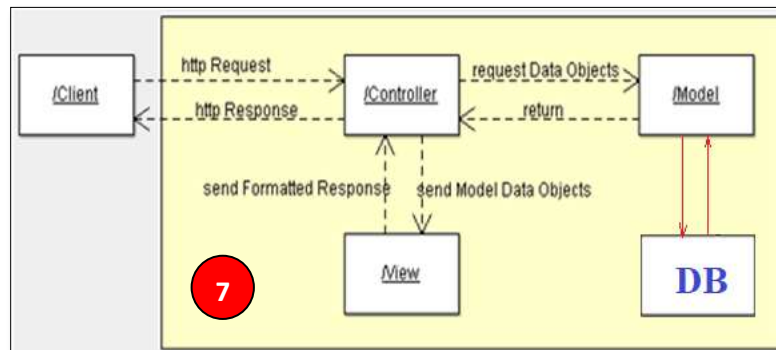 http Request
request Data Objects
/Client
/Controller
/Model
http Response
return
send Formatted Response
send Model Data Objects
7
/View
DB